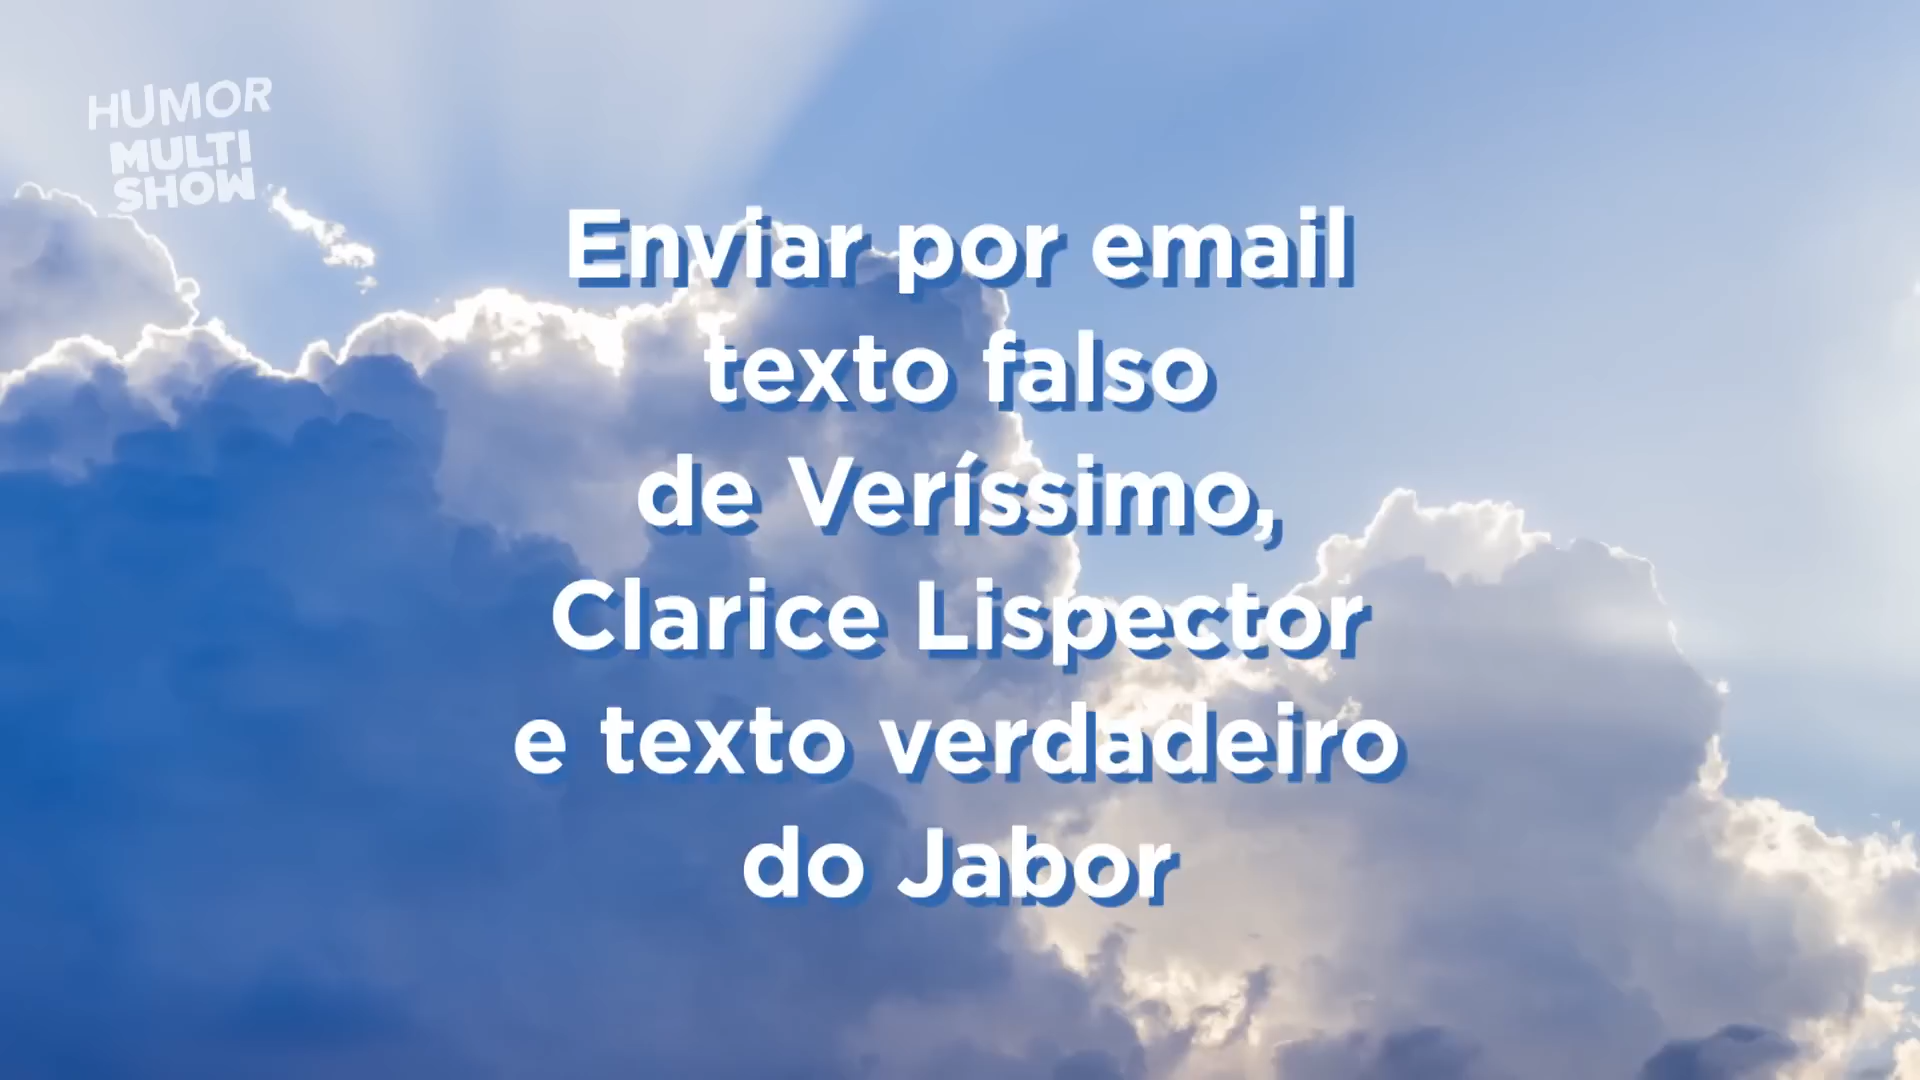 HUMOR
MULTI
SHOW
Enviar por email
texto falso
de Veríssimo,
Clarice Lispector
e texto verdadeiro
do Jabor